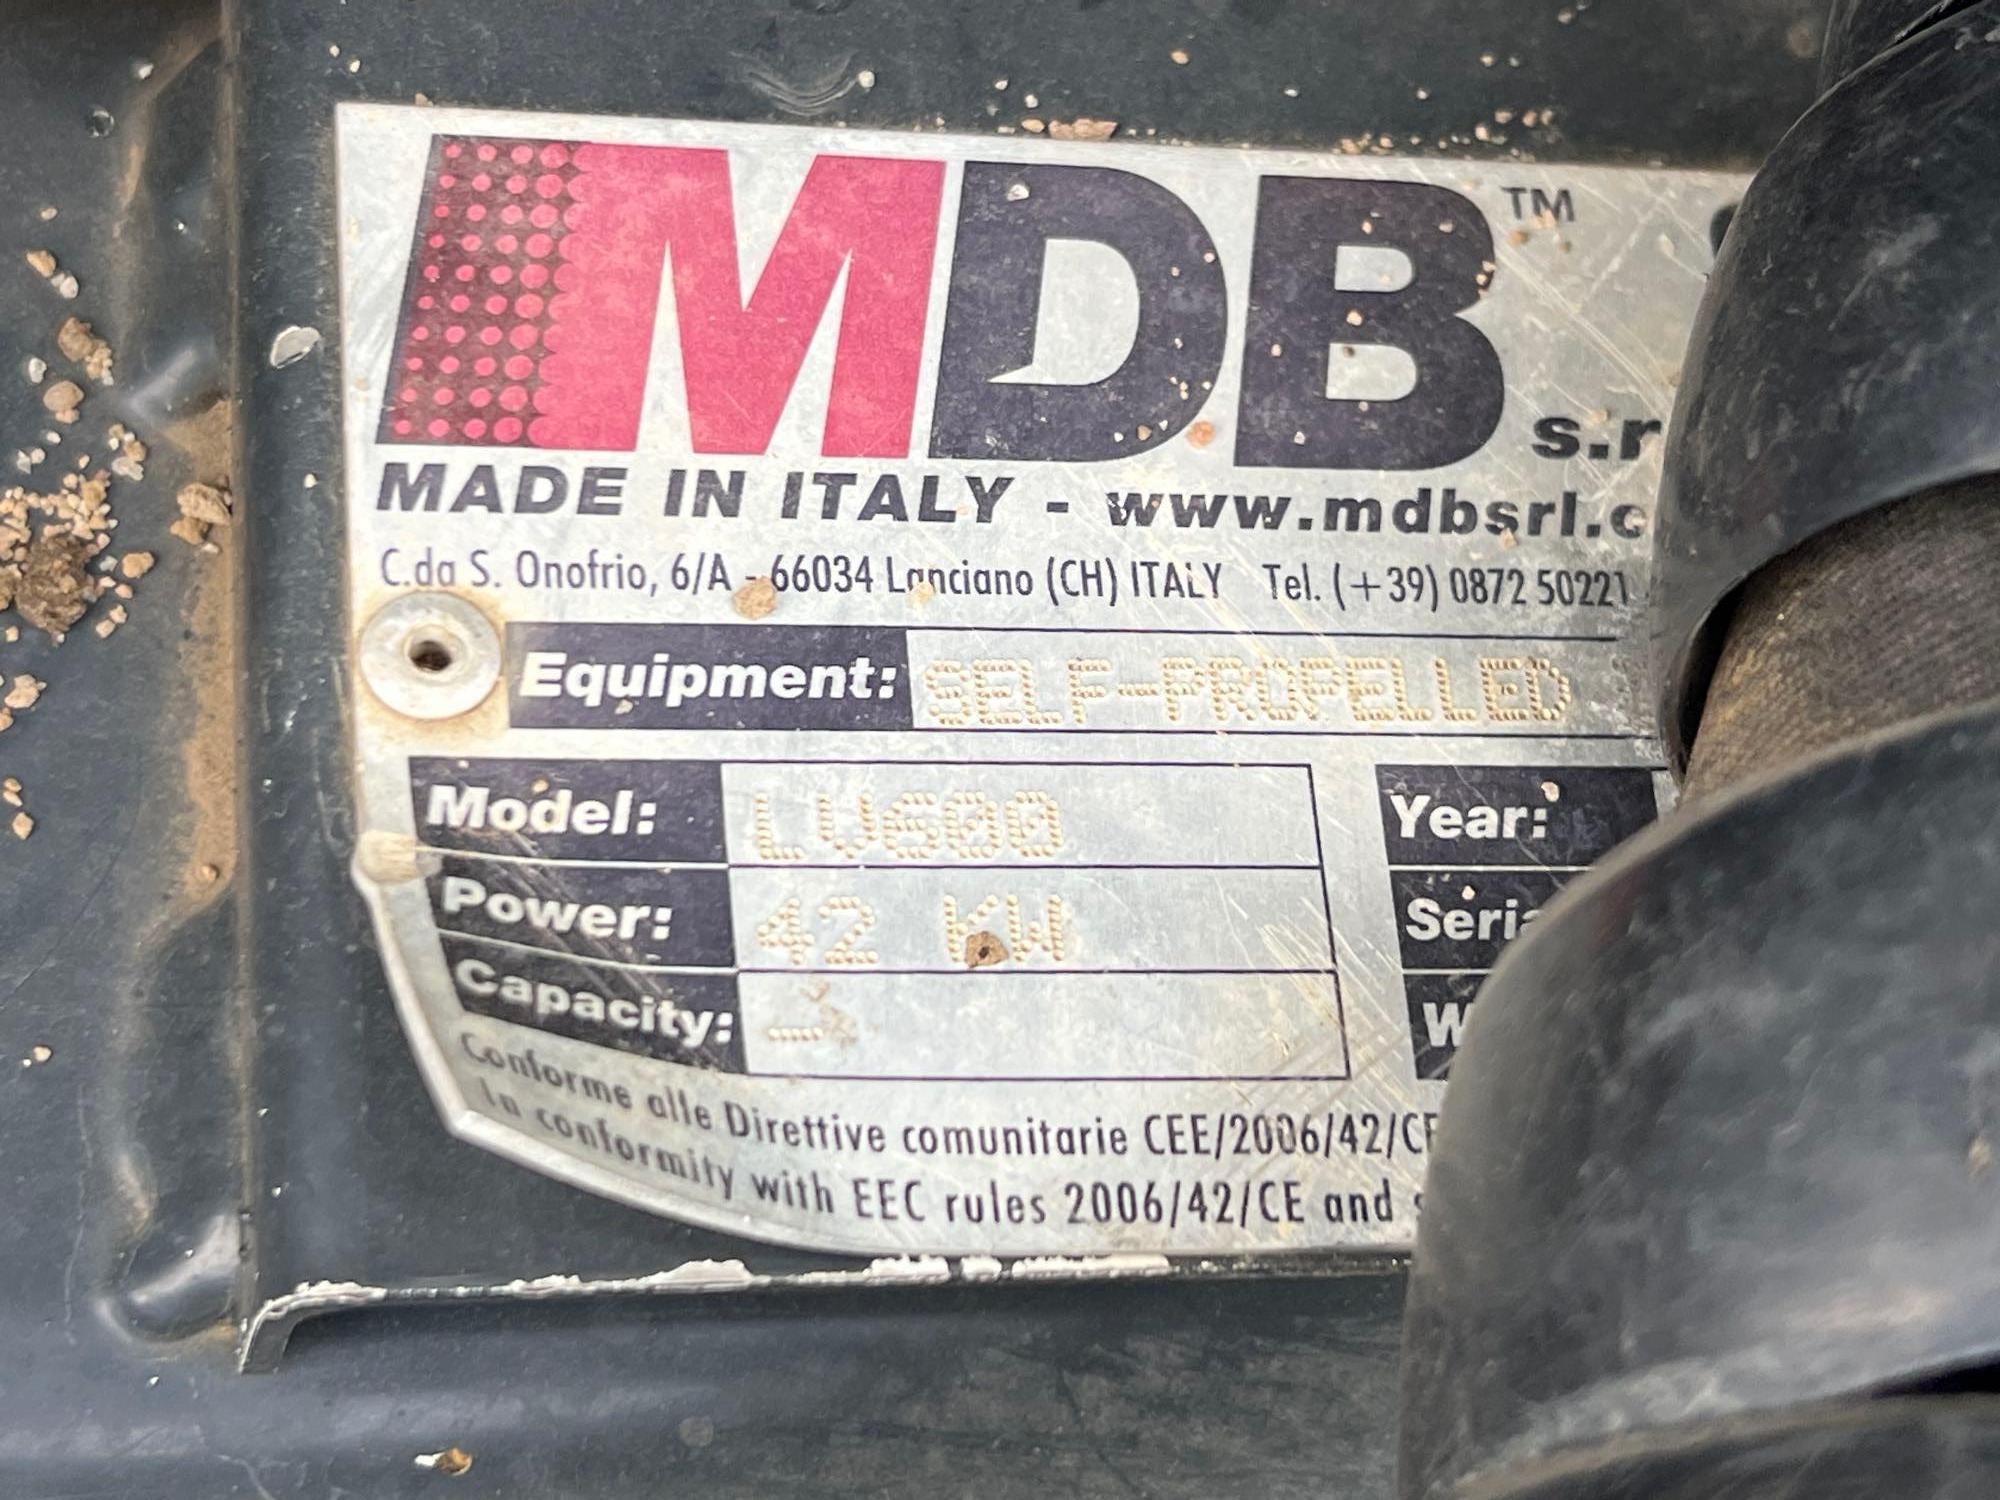 MDB™
s.r
MADE IN ITALY - www.mdbsrl.c
C.da S. Onofrio, 6/A - 66034 Lanciano (CH) ITALY Tel. (+39) 0872 50221
Equipment: SELF-PROPELLED
Model: LV600
Year:
Power: 42 KW
Seria
Capacity:
W
Conforme alle Direttive comunitarie CEE/2006/42/CE
In conformity with EEC rules 2006/42/CE and s